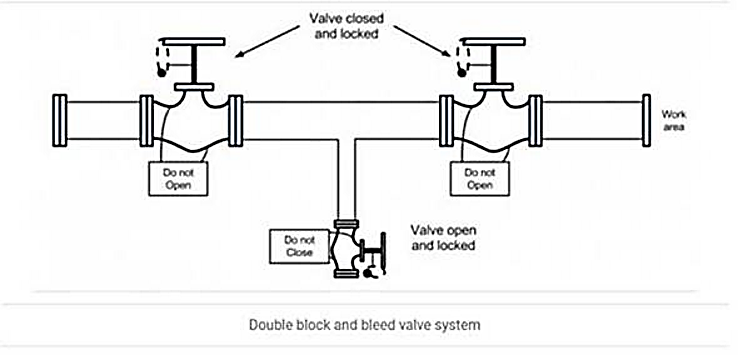 Valve closed
and locked
Work
area
Do not
Open
Do not
Open
Do not
Close
Valve open
and locked
Double block and bleed valve system